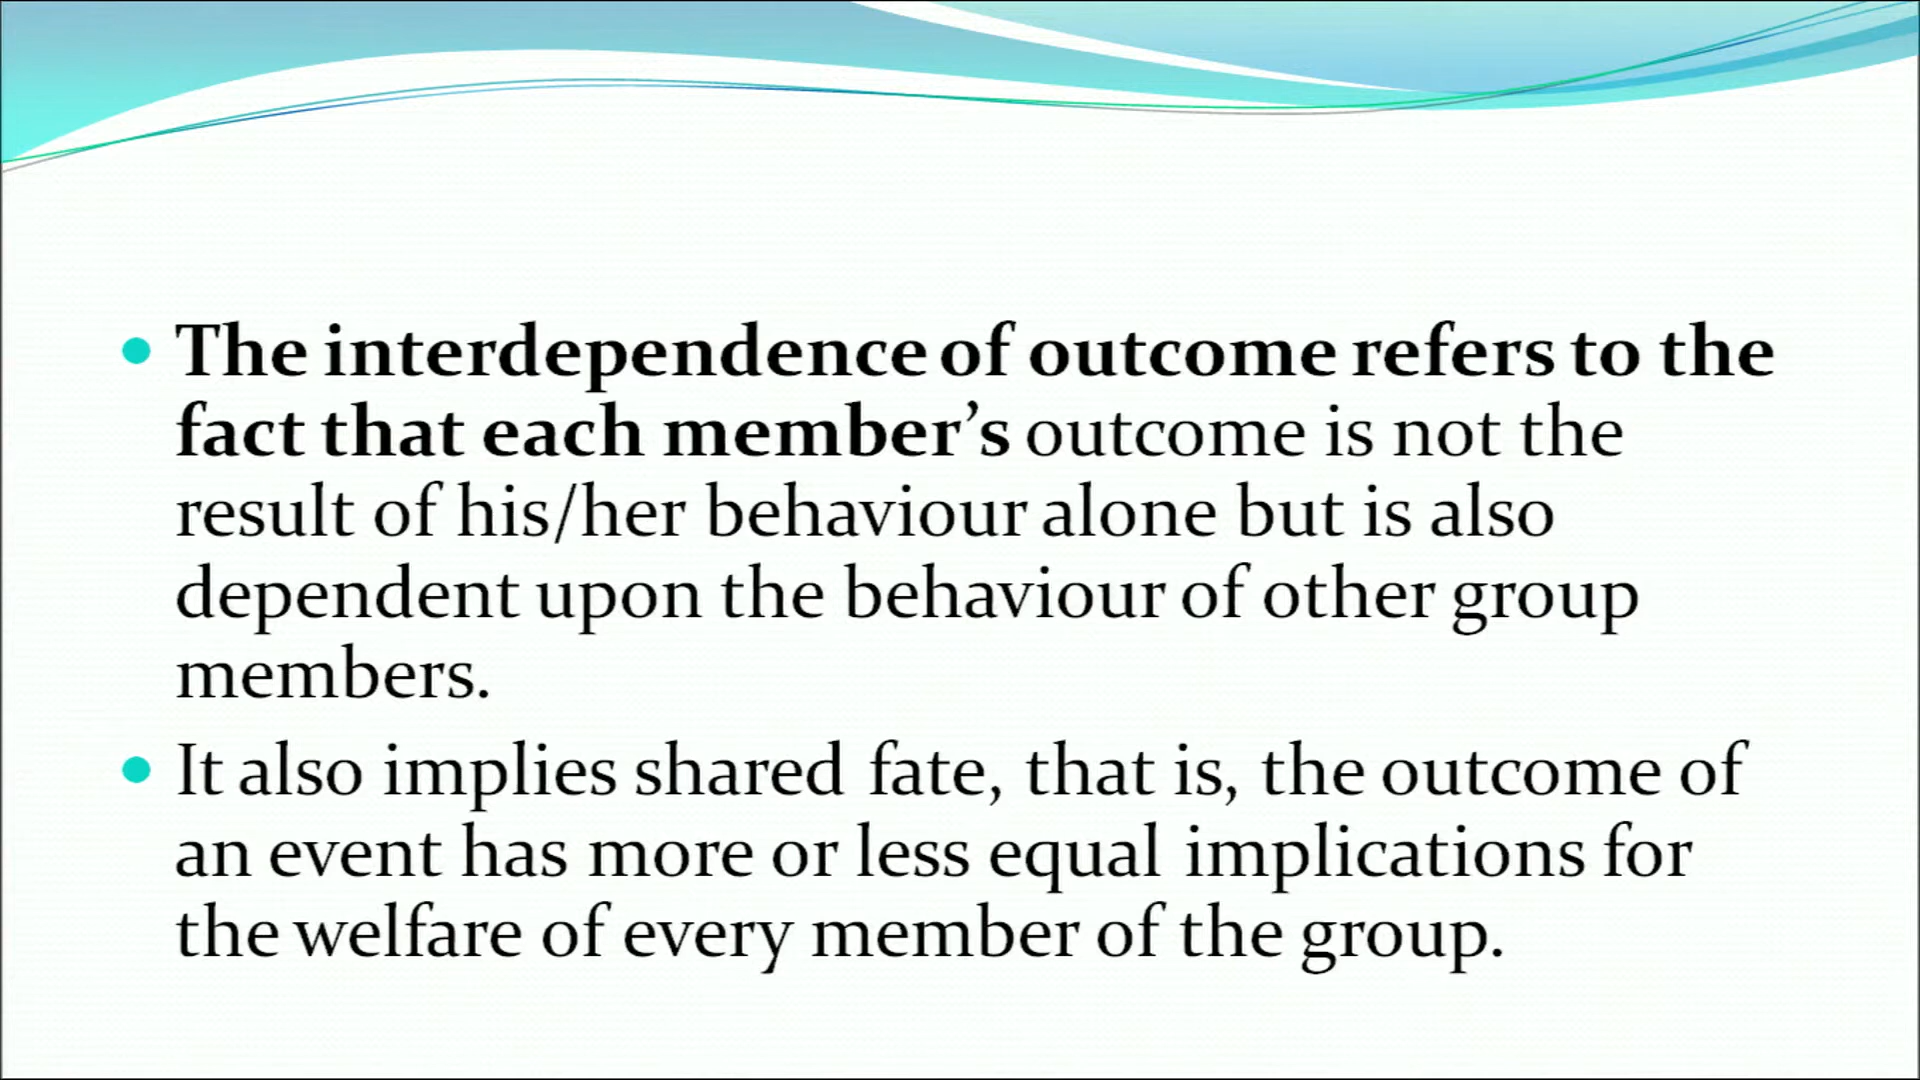 The interdependence of outcome refers to the
fact that each member’s outcome is not the
result of his/her behaviour alone but is also
dependent upon the behaviour of other group
members.
It also implies shared fate, that is, the outcome of
an event has more or less equal implications for
the welfare of every member of the group.